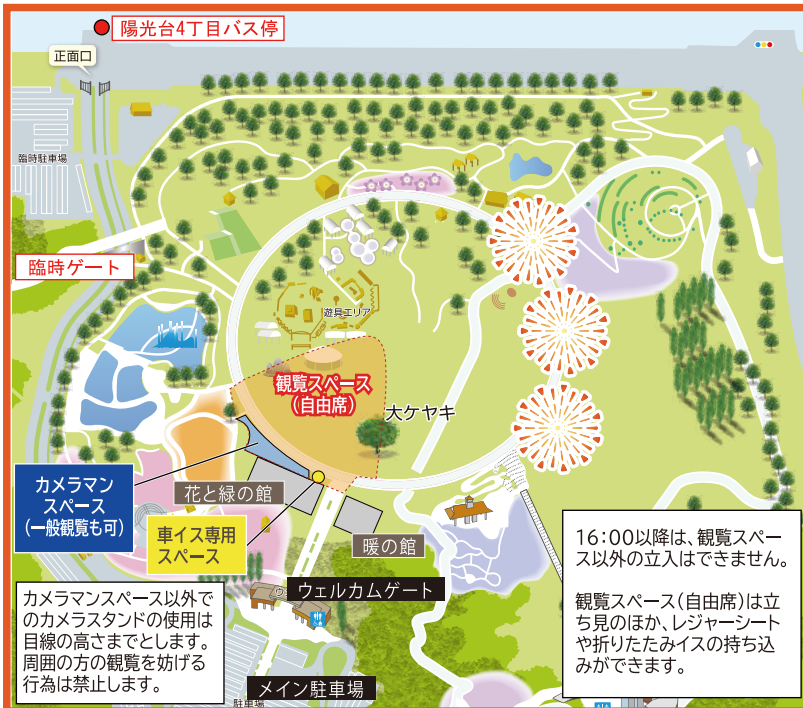 陽光台4丁目バス停
正面口
臨時駐車場
臨時ゲート
遊具エリア
観覧スペース
(自由席)
大ケヤキ
カメラマン
スペース
(一般観覧も可)
花と緑の館
車イス専用
スペース
暖の館
ウェルカムゲート
メイン駐車場
駐車場
カメラマンスペース以外で
のカメラスタンドの使用は
目線の高さまでとします。
周囲の方の観覧を妨げる
行為は禁止します。
16:00以降は、観覧スペー
ス以外の立入はできません。
観覧スペース(自由席)は立
ち見のほか、レジャーシート
や折りたたみイスの持ち込
みができます。